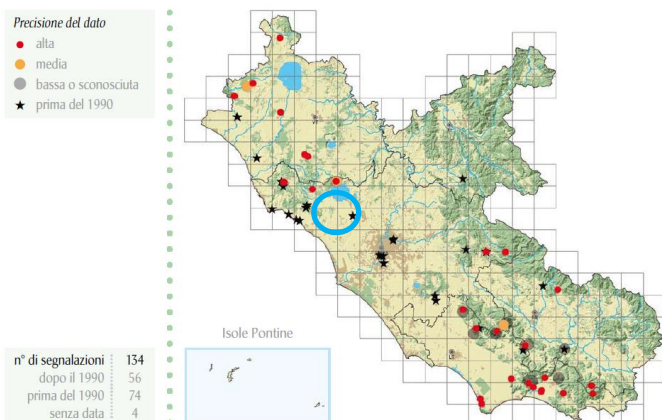 Precisione del dato
alta
media
bassa o sconosciuta
prima del 1990
Isole Pontine
n° di segnalazioni 134
dopo il 1990 56
prima del 1990 74
senza data 4